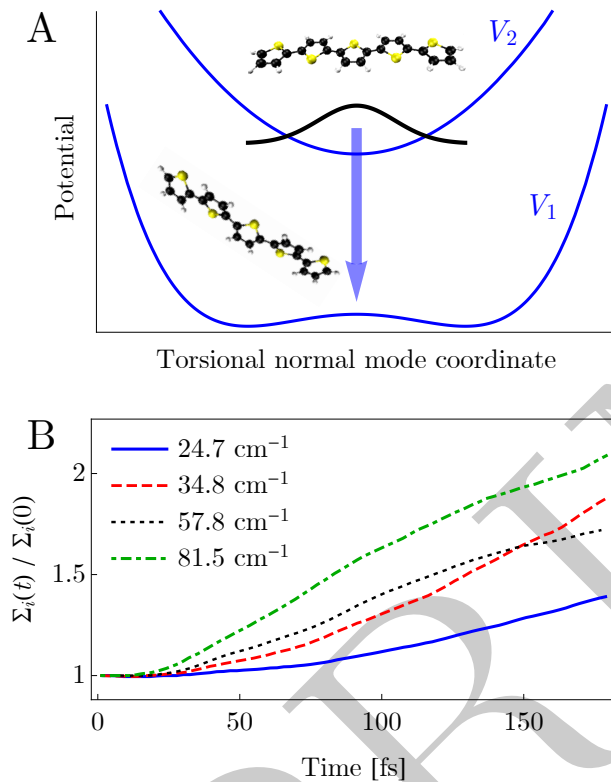 A
V₂
Potential
V₁
Torsional normal mode coordinate
B
24.7 cm⁻¹
34.8 cm⁻¹
57.8 cm⁻¹
81.5 cm⁻¹
Σᵢ(t) / Σᵢ(0)
2
1.5
1
0
50
100
150
Time [fs]